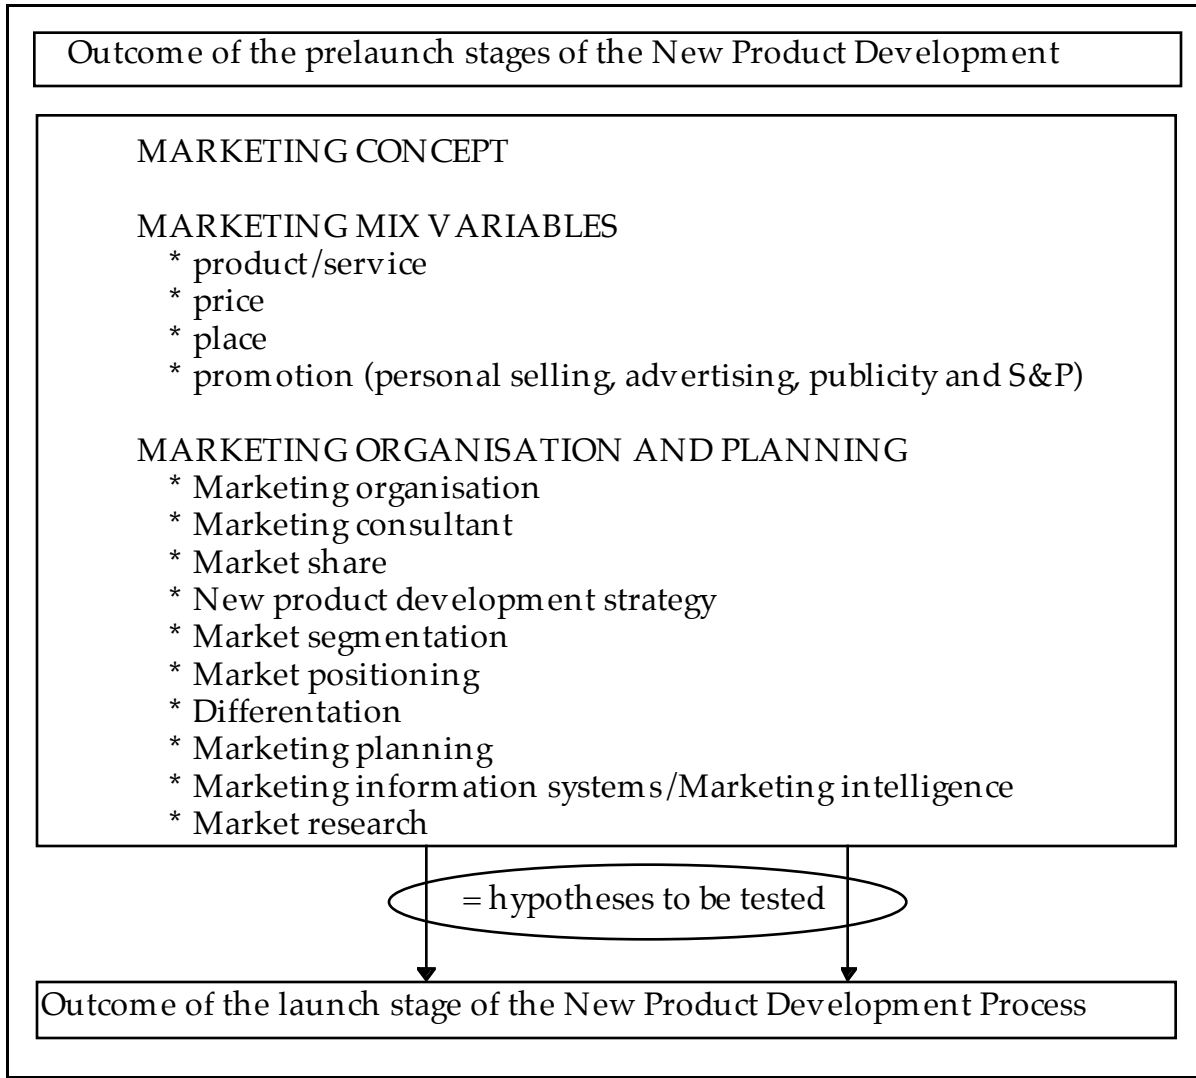 Outcome of the prelaunch stages of the New Product Development
MARKETING CONCEPT
MARKETING MIX VARIABLES
* product/service
* price
* place
* promotion (personal selling, advertising, publicity and S&P)
MARKETING ORGANISATION AND PLANNING
* Marketing organisation
* Marketing consultant
* Market share
* New product development strategy
* Market segmentation
* Market positioning
* Differentation
* Marketing planning
* Marketing information systems/Marketing intelligence
* Market research
= hypotheses to be tested
Outcome of the launch stage of the New Product Development Process